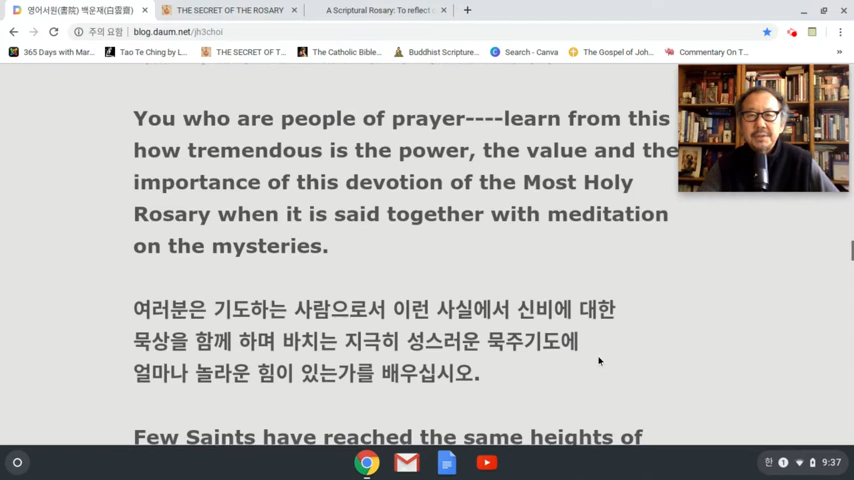 영어서원(書院) 백운재(白雲齋)
THE SECRET OF THE ROSARY
A Scriptural Rosary: To reflect o
주의 요함
blog.daum.net/jh3choi
365 Days with Mar...
Tao Te Ching by L...
THE SECRET OF T...
The Catholic Bible...
Buddhist Scripture...
Search - Canva
The Gospel of Joh...
Commentary On T...
You who are people of prayer----learn from this
how tremendous is the power, the value and the
importance of this devotion of the Most Holy
Rosary when it is said together with meditation
on the mysteries.
여러분은 기도하는 사람으로서 이런 사실에서 신비에 대한
묵상을 함께 하며 바치는 지극히 성스러운 묵주기도에
얼마나 놀라운 힘이 있는가를 배우십시오.
Few Saints have reached the same heights of
한
1
9:37